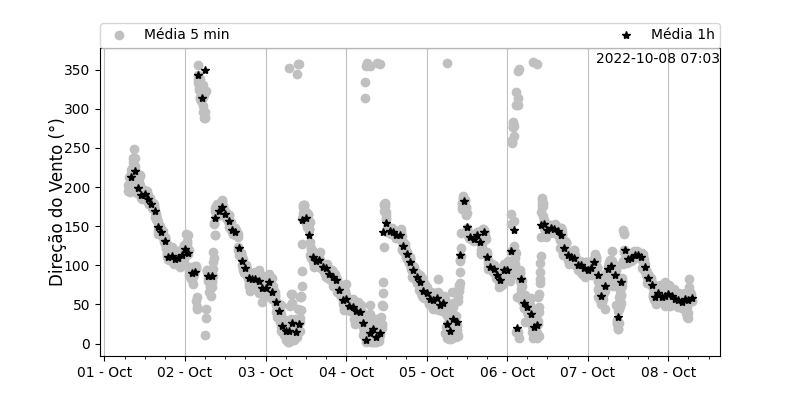 Média 5 min
Média 1h
2022-10-08 07:03
Direção do Vento (°)
350
300
250
200
150
100
50
0
01 - Oct
02 - Oct
03 - Oct
04 - Oct
05 - Oct
06 - Oct
07 - Oct
08 - Oct